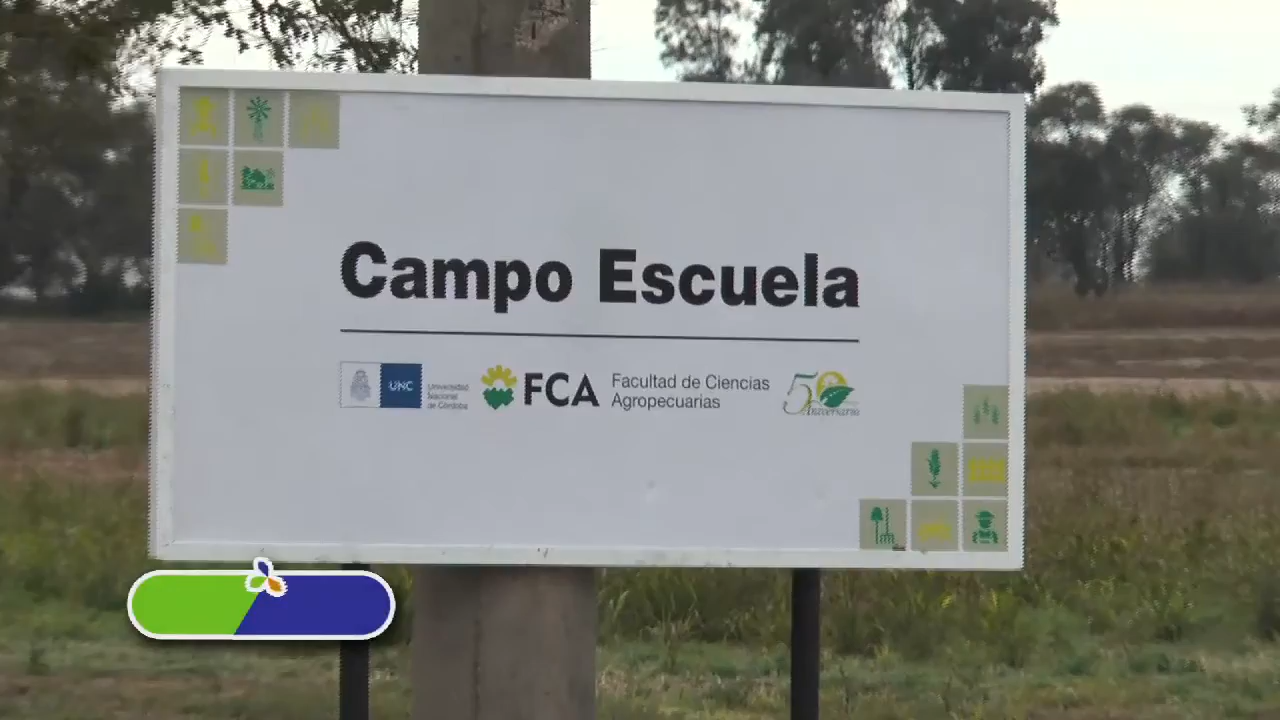 Campo Escuela
UNC
Universidad
Nacional
de Córdoba
FCA
Facultad de Ciencias
Agropecuarias
50
Aniversario